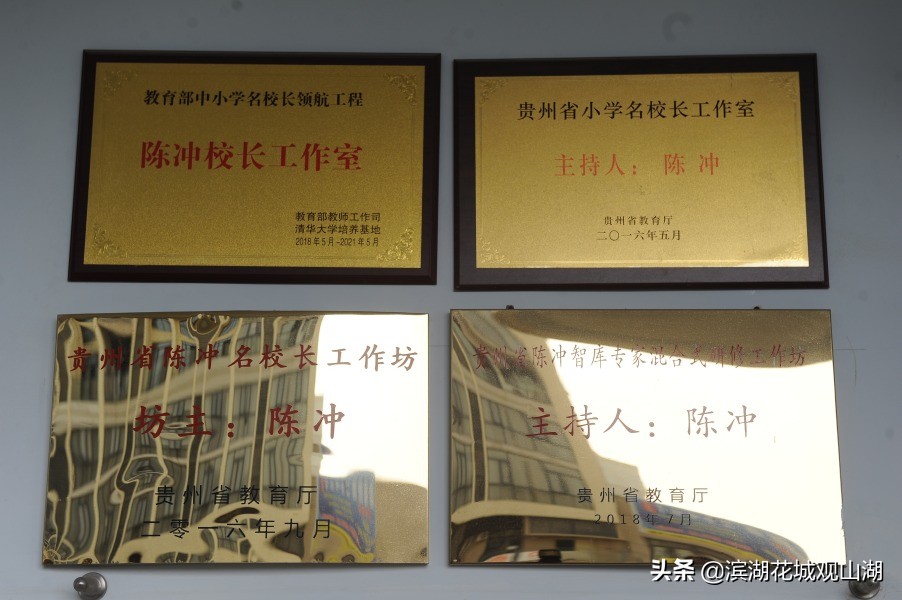 教育部中小学名校长领航工程
陈冲校长工作室
教育部教师工作司
清华大学培养基地
2018年5月-2021年5月
贵州省小学名校长工作室
主持人：陈冲
贵州省教育厅
二〇一六年五月
贵州省陈冲名校长工作坊
坊主：陈冲
贵州省教育厅
二零一六年九月
贵州省陈冲智库专家混合式研修工作坊
主持人：陈冲
贵州省教育厅
2018年7月
头条 @滨湖花城观山湖